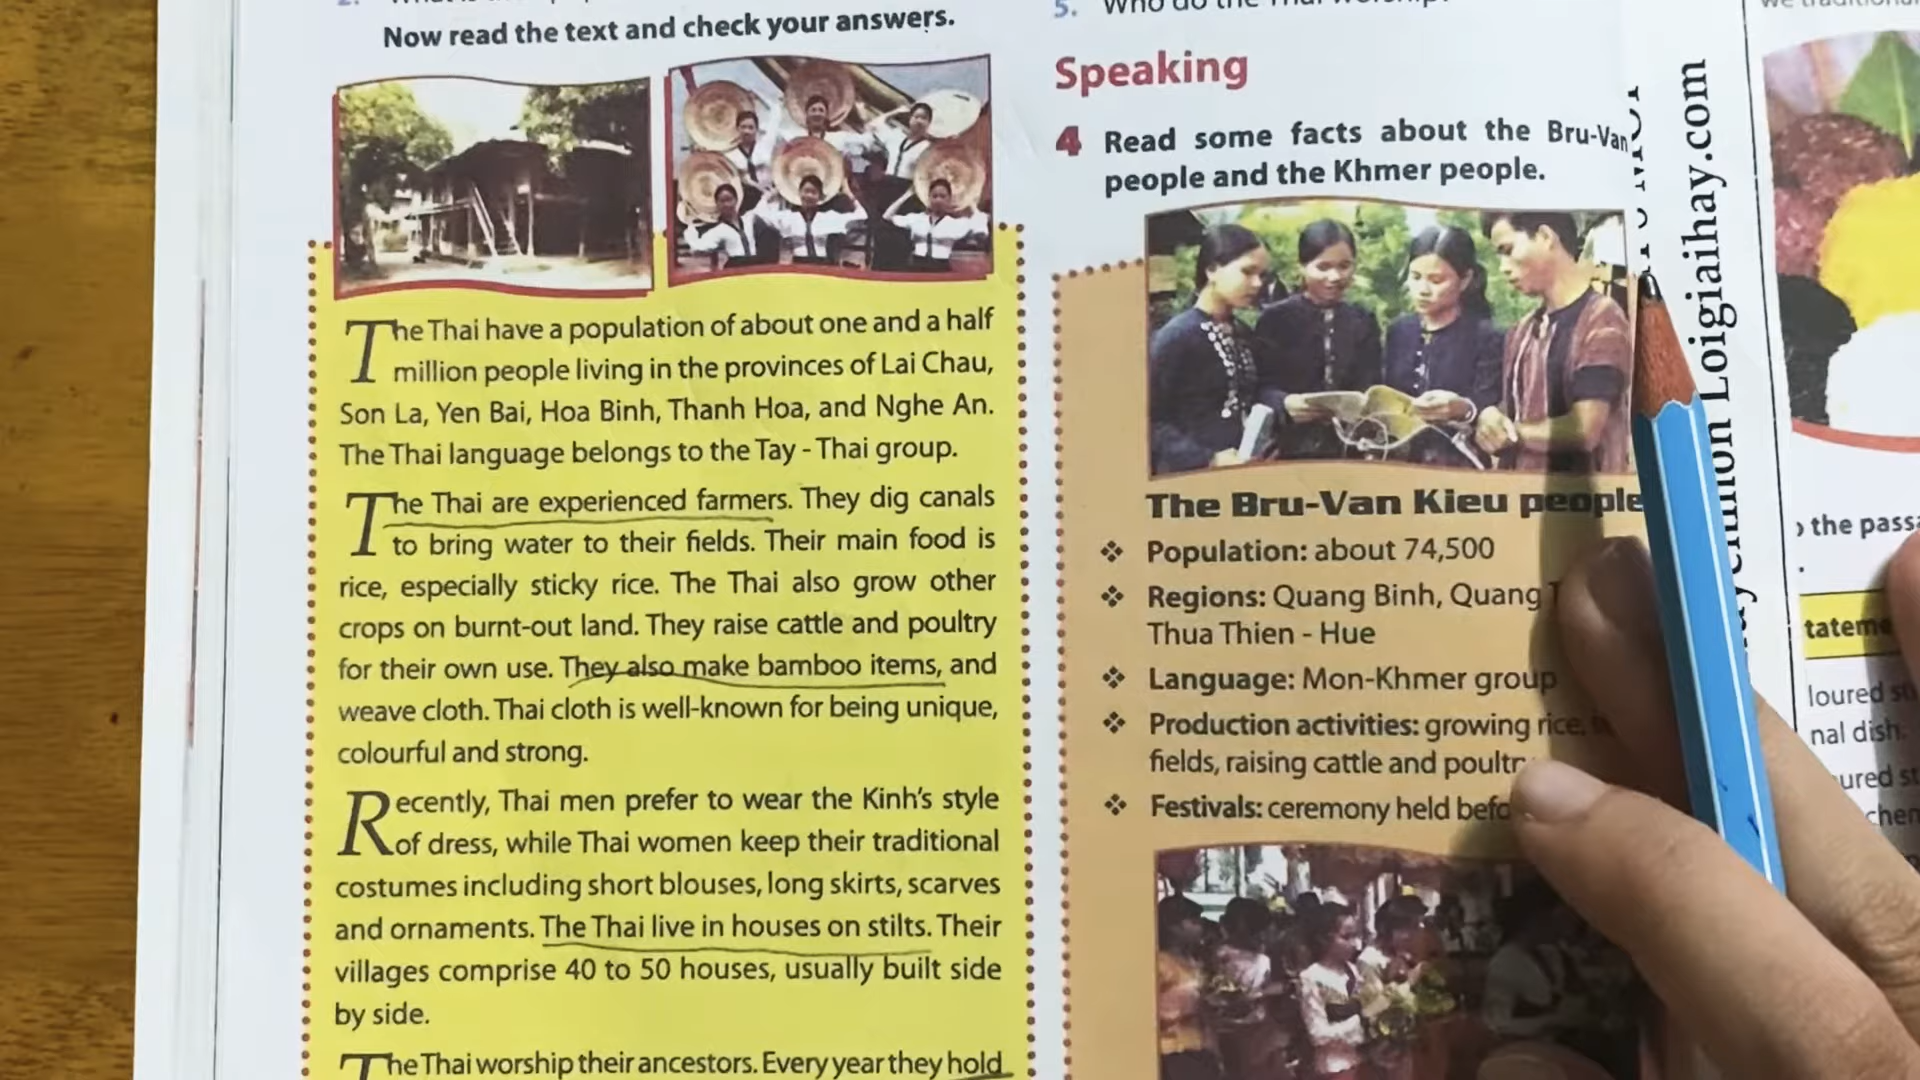 Now read the text and check your answers.
The Thai have a population of about one and a half
million people living in the provinces of Lai Chau,
Son La, Yen Bai, Hoa Binh, Thanh Hoa, and Nghe An.
The Thai language belongs to the Tay - Thai group.
The Thai are experienced farmers. They dig canals
to bring water to their fields. Their main food is
rice, especially sticky rice. The Thai also grow other
crops on burnt-out land. They raise cattle and poultry
for their own use. They also make bamboo items, and
weave cloth. Thai cloth is well-known for being unique,
colourful and strong.
Recently, Thai men prefer to wear the Kinh's style
of dress, while Thai women keep their traditional
costumes including short blouses, long skirts, scarves
and ornaments. The Thai live in houses on stilts. Their
villages comprise 40 to 50 houses, usually built side
by side.
The Thai worship their ancestors. Every year they hold
5. Who do the Thai worship?
Speaking
4 Read some facts about the Bru-Van
people and the Khmer people.
The Bru-Van Kieu people
Population: about 74,500
Regions: Quang Binh, Quang
Thua Thien - Hue
Language: Mon-Khmer group
Production activities: growing rice,
fields, raising cattle and
Festivals: ceremony held
Loigiaihay.com
the
nal dish.